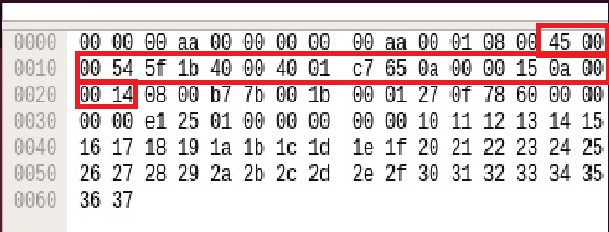 0000 00 00 00 aa 00 00 00 00 00 aa 00 01 08 00 45 00
0010 00 54 5f 1b 40 00 40 01 c7 65 0a 00 00 15 0a 00
0020 00 14 08 00 b7 7b 00 1b 00 01 27 0f 78 60 00 00
0030 00 00 e1 25 01 00 00 00 00 00 10 11 12 13 14 15
0040 16 17 18 19 1a 1b 1c 1d 1e 1f 20 21 22 23 24 25
0050 26 27 28 29 2a 2b 2c 2d 2e 2f 30 31 32 33 34 35
0060 36 37